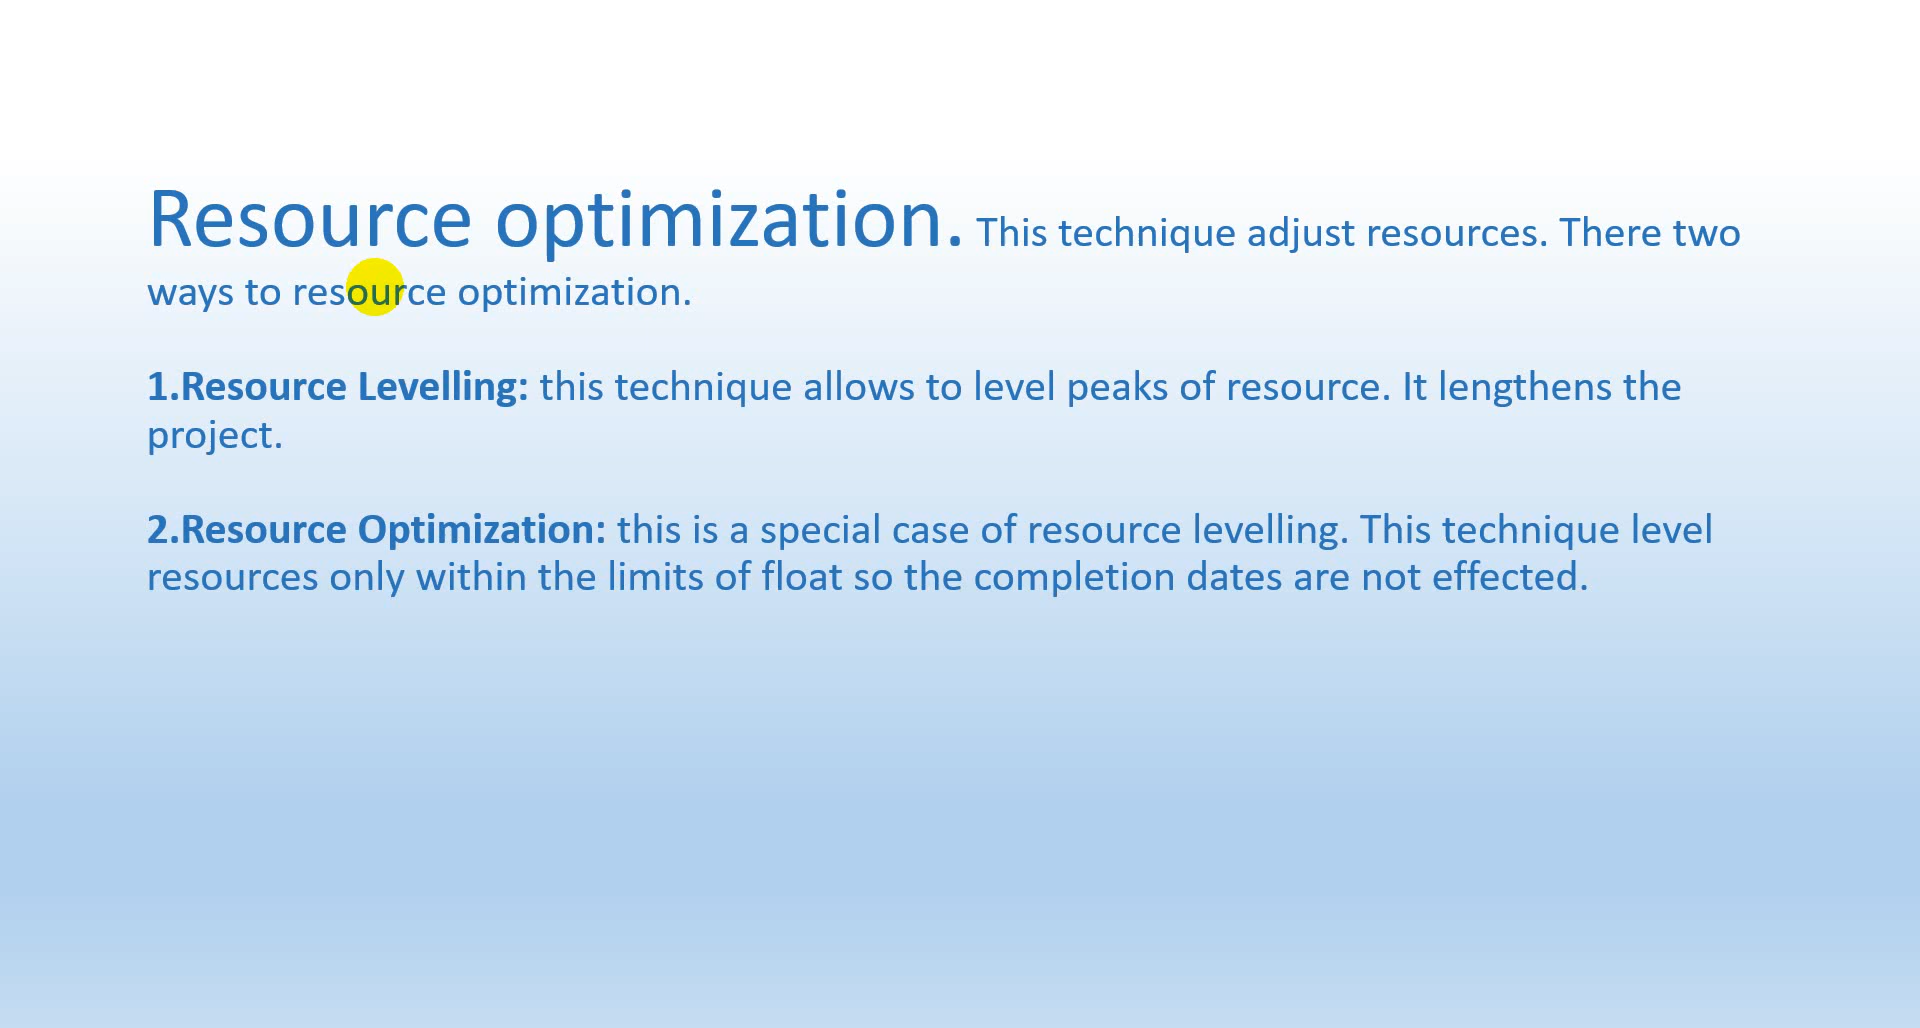 Resource optimization. This technique adjust resources. There two
ways to resource optimization.
1.Resource Levelling: this technique allows to level peaks of resource. It lengthens the
project.
2.Resource Optimization: this is a special case of resource levelling. This technique level
resources only within the limits of float so the completion dates are not effected.